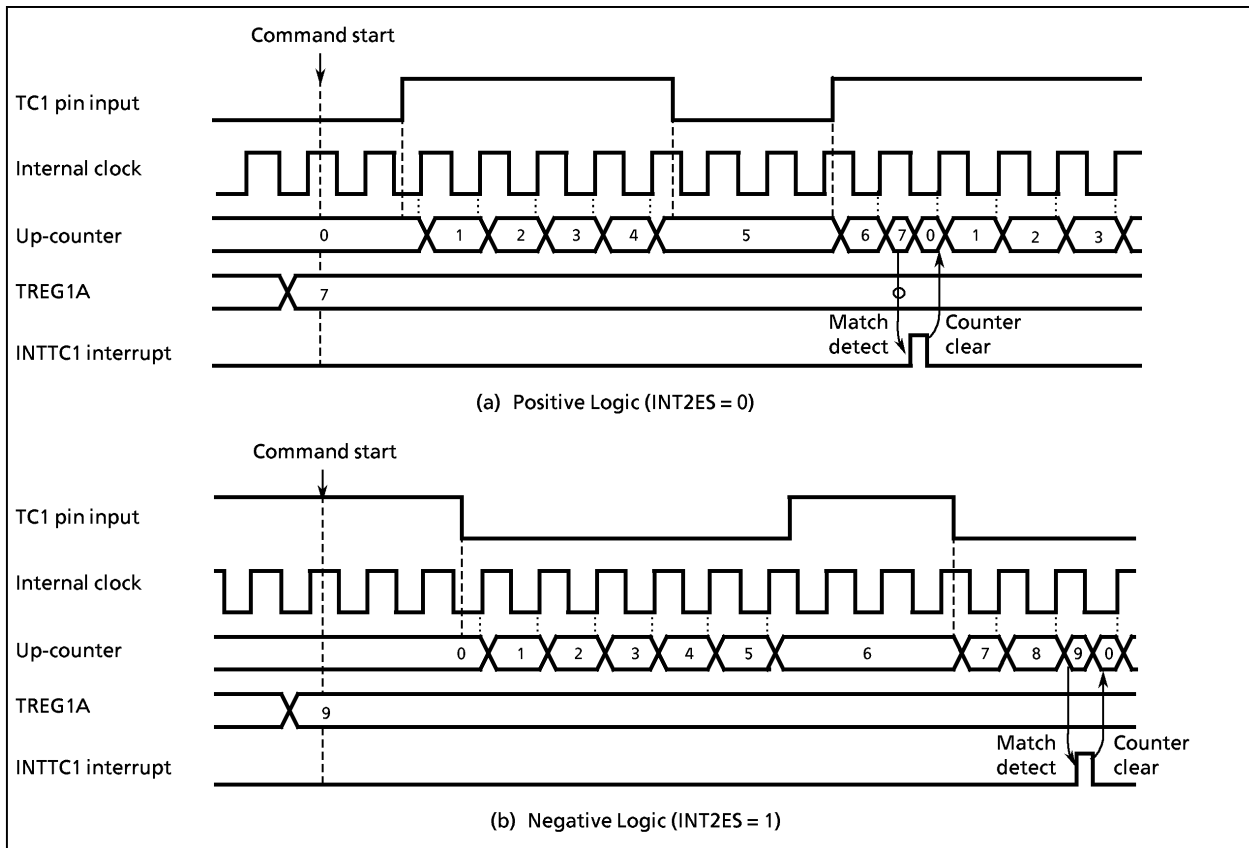 Command start
TC1 pin input
Internal clock
Up-counter 0 1 2 3 4 5 6 7 0 1 2 3
TREG1A 7
Match detect
Counter clear
INTTC1 interrupt
(a) Positive Logic (INT2ES = 0)
Command start
TC1 pin input
Internal clock
Up-counter 0 1 2 3 4 5 6 7 8 9 0
TREG1A 9
Match detect
Counter clear
INTTC1 interrupt
(b) Negative Logic (INT2ES = 1)